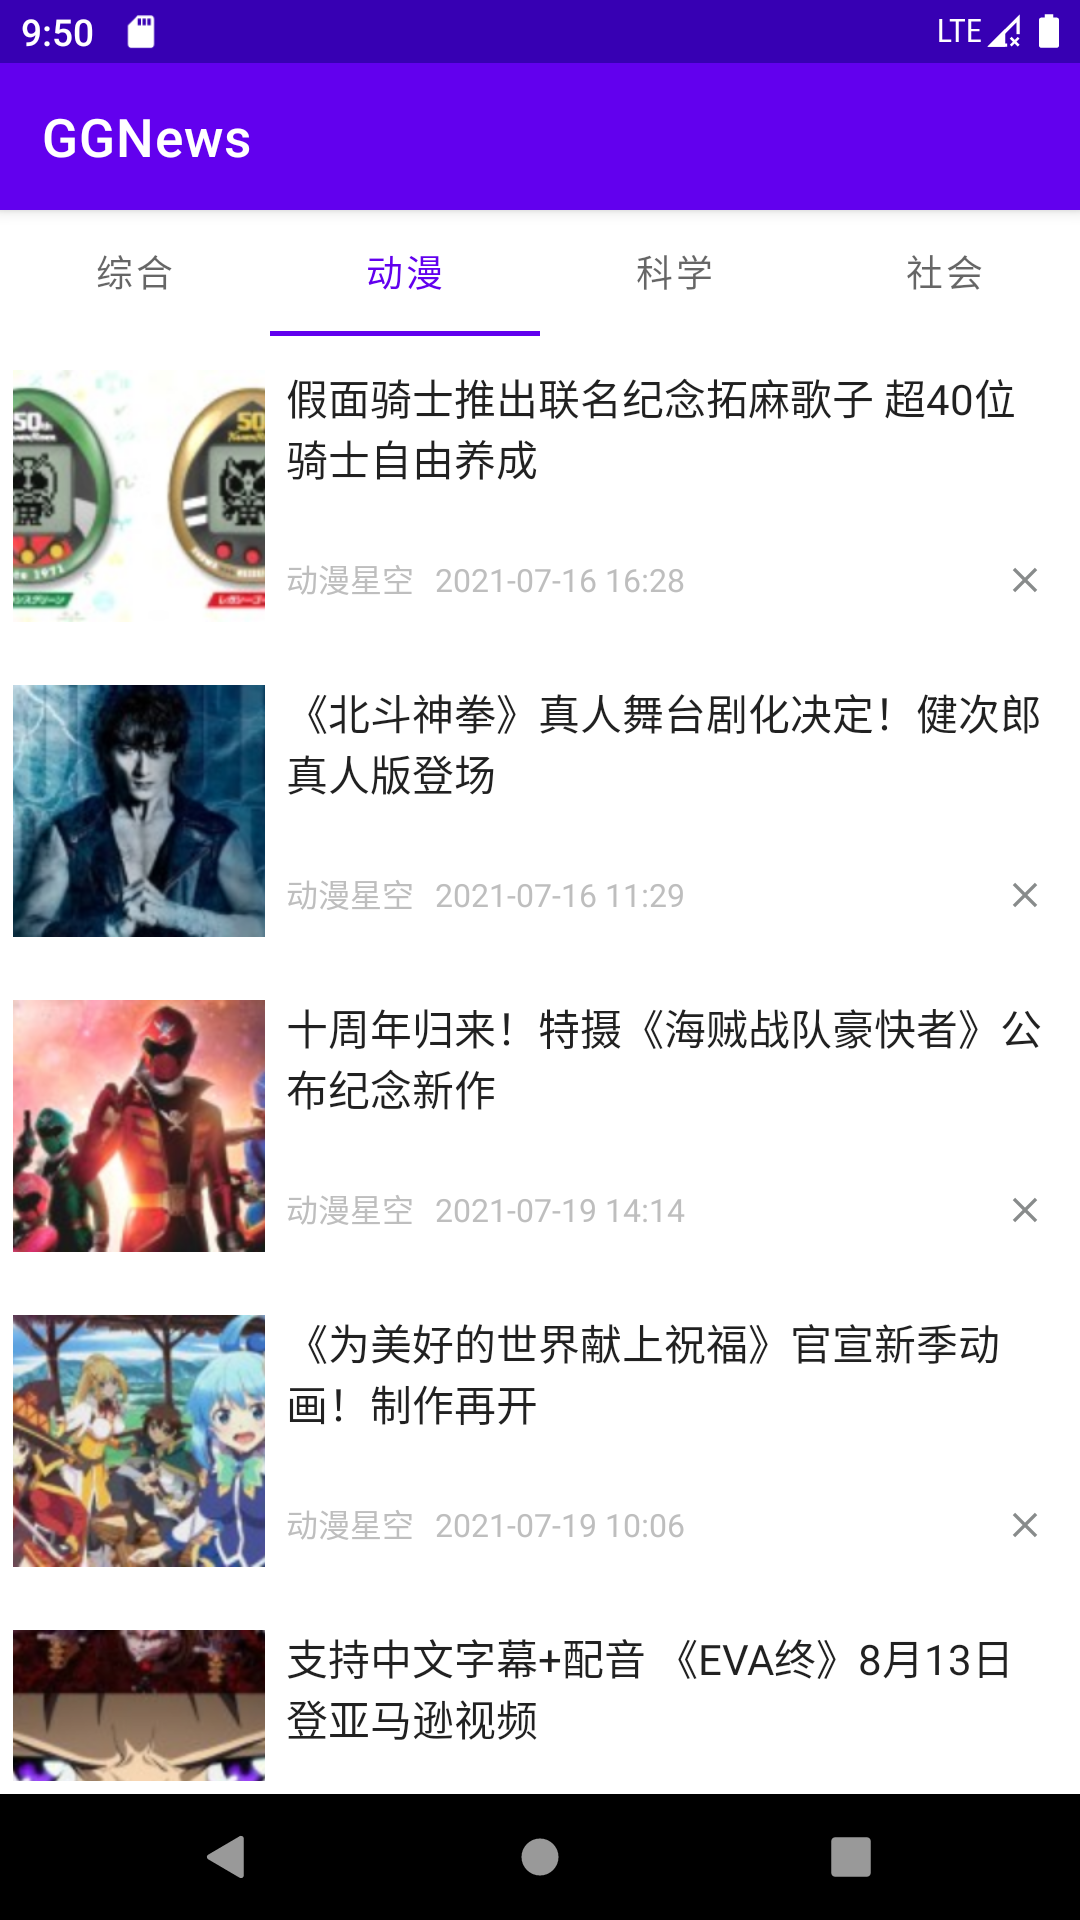 9:50
LTE
GGNews
综合 动漫 科学 社会
假面骑士推出联名纪念拓麻歌子 超40位
骑士自由养成
动漫星空 2021-07-16 16:28
《北斗神拳》真人舞台剧化决定！健次郎
真人版登场
动漫星空 2021-07-16 11:29
十周年归来！特摄《海贼战队豪快者》公
布纪念新作
动漫星空 2021-07-19 14:14
《为美好的世界献上祝福》官宣新季动
画！制作再开
动漫星空 2021-07-19 10:06
支持中文字幕+配音 《EVA终》8月13日
登亚马逊视频